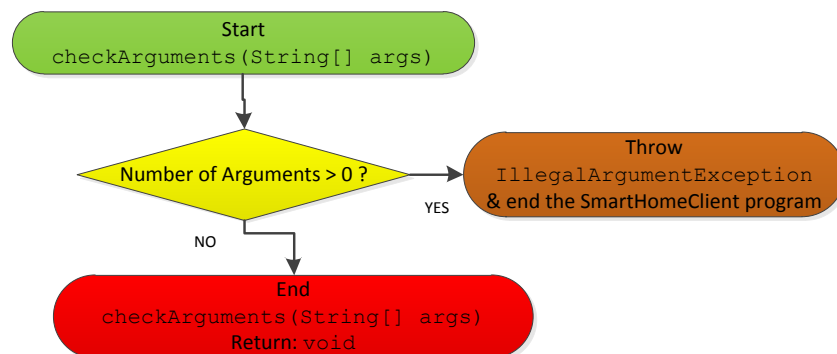 Start
checkArguments(String[] args)
Number of Arguments > 0 ?
YES
Throw
IllegalArgumentException
& end the SmartHomeClient program
NO
End
checkArguments(String[] args)
Return: void